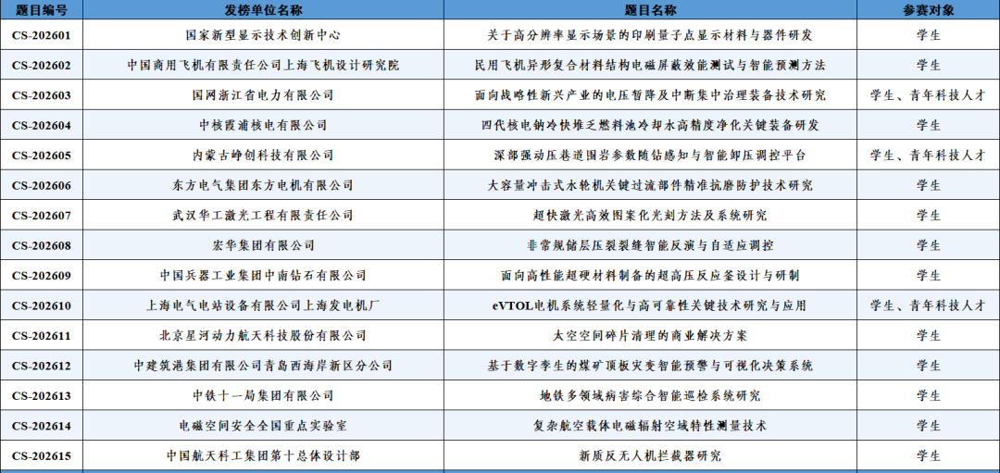 题目编号 发榜单位名称 题目名称 参赛对象
CS-202601 国家新型显示技术创新中心 关于高分辨率显示场景的印刷量子点显示材料与器件研发 学生
CS-202602 中国商用飞机有限责任公司上海飞机设计研究院 民用飞机异形复合材料结构电磁屏蔽效能测试与智能预测方法 学生
CS-202603 国网浙江省电力有限公司 面向战略性新兴产业的电压暂降及中断集中治理装备技术研究 学生、青年科技人才
CS-202604 中核霞浦核电有限公司 四代核电钠冷快堆乏燃料池冷却水高精度净化关键装备研发 学生
CS-202605 内蒙古峥创科技有限公司 深部强动压巷道围岩参数随钻感知与智能卸压调控平台 学生、青年科技人才
CS-202606 东方电气集团东方电机有限公司 大容量冲击式水轮机关键过流部件精准抗磨防护技术研究 学生
CS-202607 武汉华工激光工程有限责任公司 超快激光高效图案化光刻方法及系统研究 学生
CS-202608 宏华集团有限公司 非常规储层压裂裂缝智能反演与自适应调控 学生
CS-202609 中国兵器工业集团中南钻石有限公司 面向高性能超硬材料制备的超高压反应釜设计与研制 学生
CS-202610 上海电气电站设备有限公司上海发电机厂 eVTOL电机系统轻量化与高可靠性关键技术研究与应用 学生、青年科技人才
CS-202611 北京星河动力航天科技股份有限公司 太空空间碎片清理的商业解决方案 学生
CS-202612 中建筑港集团有限公司青岛西海岸新区分公司 基于数字孪生的煤矿顶板灾变智能预警与可视化决策系统 学生
CS-202613 中铁十一局集团有限公司 地铁多领域病害综合智能巡检系统研究 学生
CS-202614 电磁空间安全全国重点实验室 复杂航空载体电磁辐射空域特性测量技术 学生
CS-202615 中国航天科工集团第十总体设计部 新质反无人机拦截器研究 学生